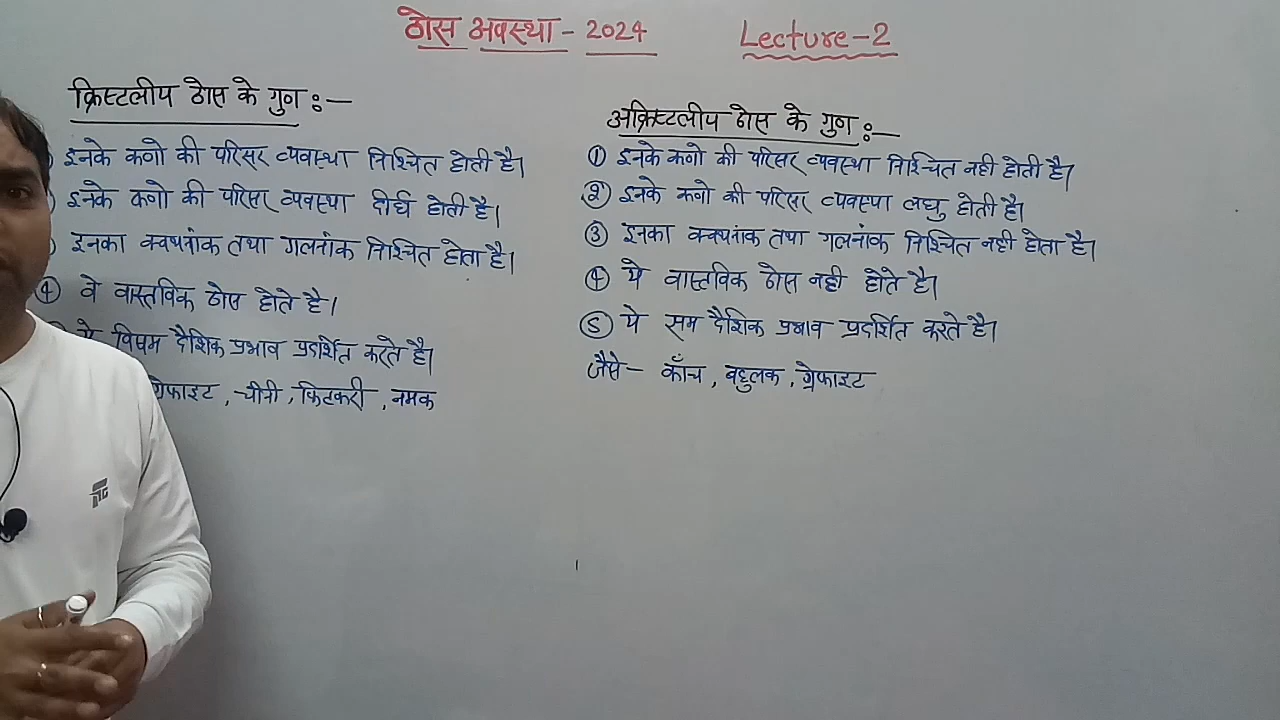 ठोस अवस्था - 2024
Lecture-2
क्रिस्टलीय ठोस के गुण :—
इनके कणो की परिसर व्यवस्था निश्चित होती है।
इनके कणो की परिसर व्यवस्था दीर्घ होती है।
इनका क्वथनांक तथा गलनांक निश्चित होता है।
④ वे वास्तविक ठोस होते है।
ये विषम दैशिक प्रभाव प्रदर्शित करते है।
ग्रेफाइट , चीनी , फिटकरी , नमक
अक्रिस्टलीय ठोस के गुण :—
① इनके कणो की परिसर व्यवस्था निश्चित नही होती है।
② इनके कणो की परिसर व्यवस्था लघु होती है।
③ इनका क्वथनांक तथा गलनांक निश्चित नही होता है।
④ ये वास्तविक ठोस नही होते है।
⑤ ये सम दैशिक प्रभाव प्रदर्शित करते है।
जैसे - काँच , बहुलक , ग्रेफाइट